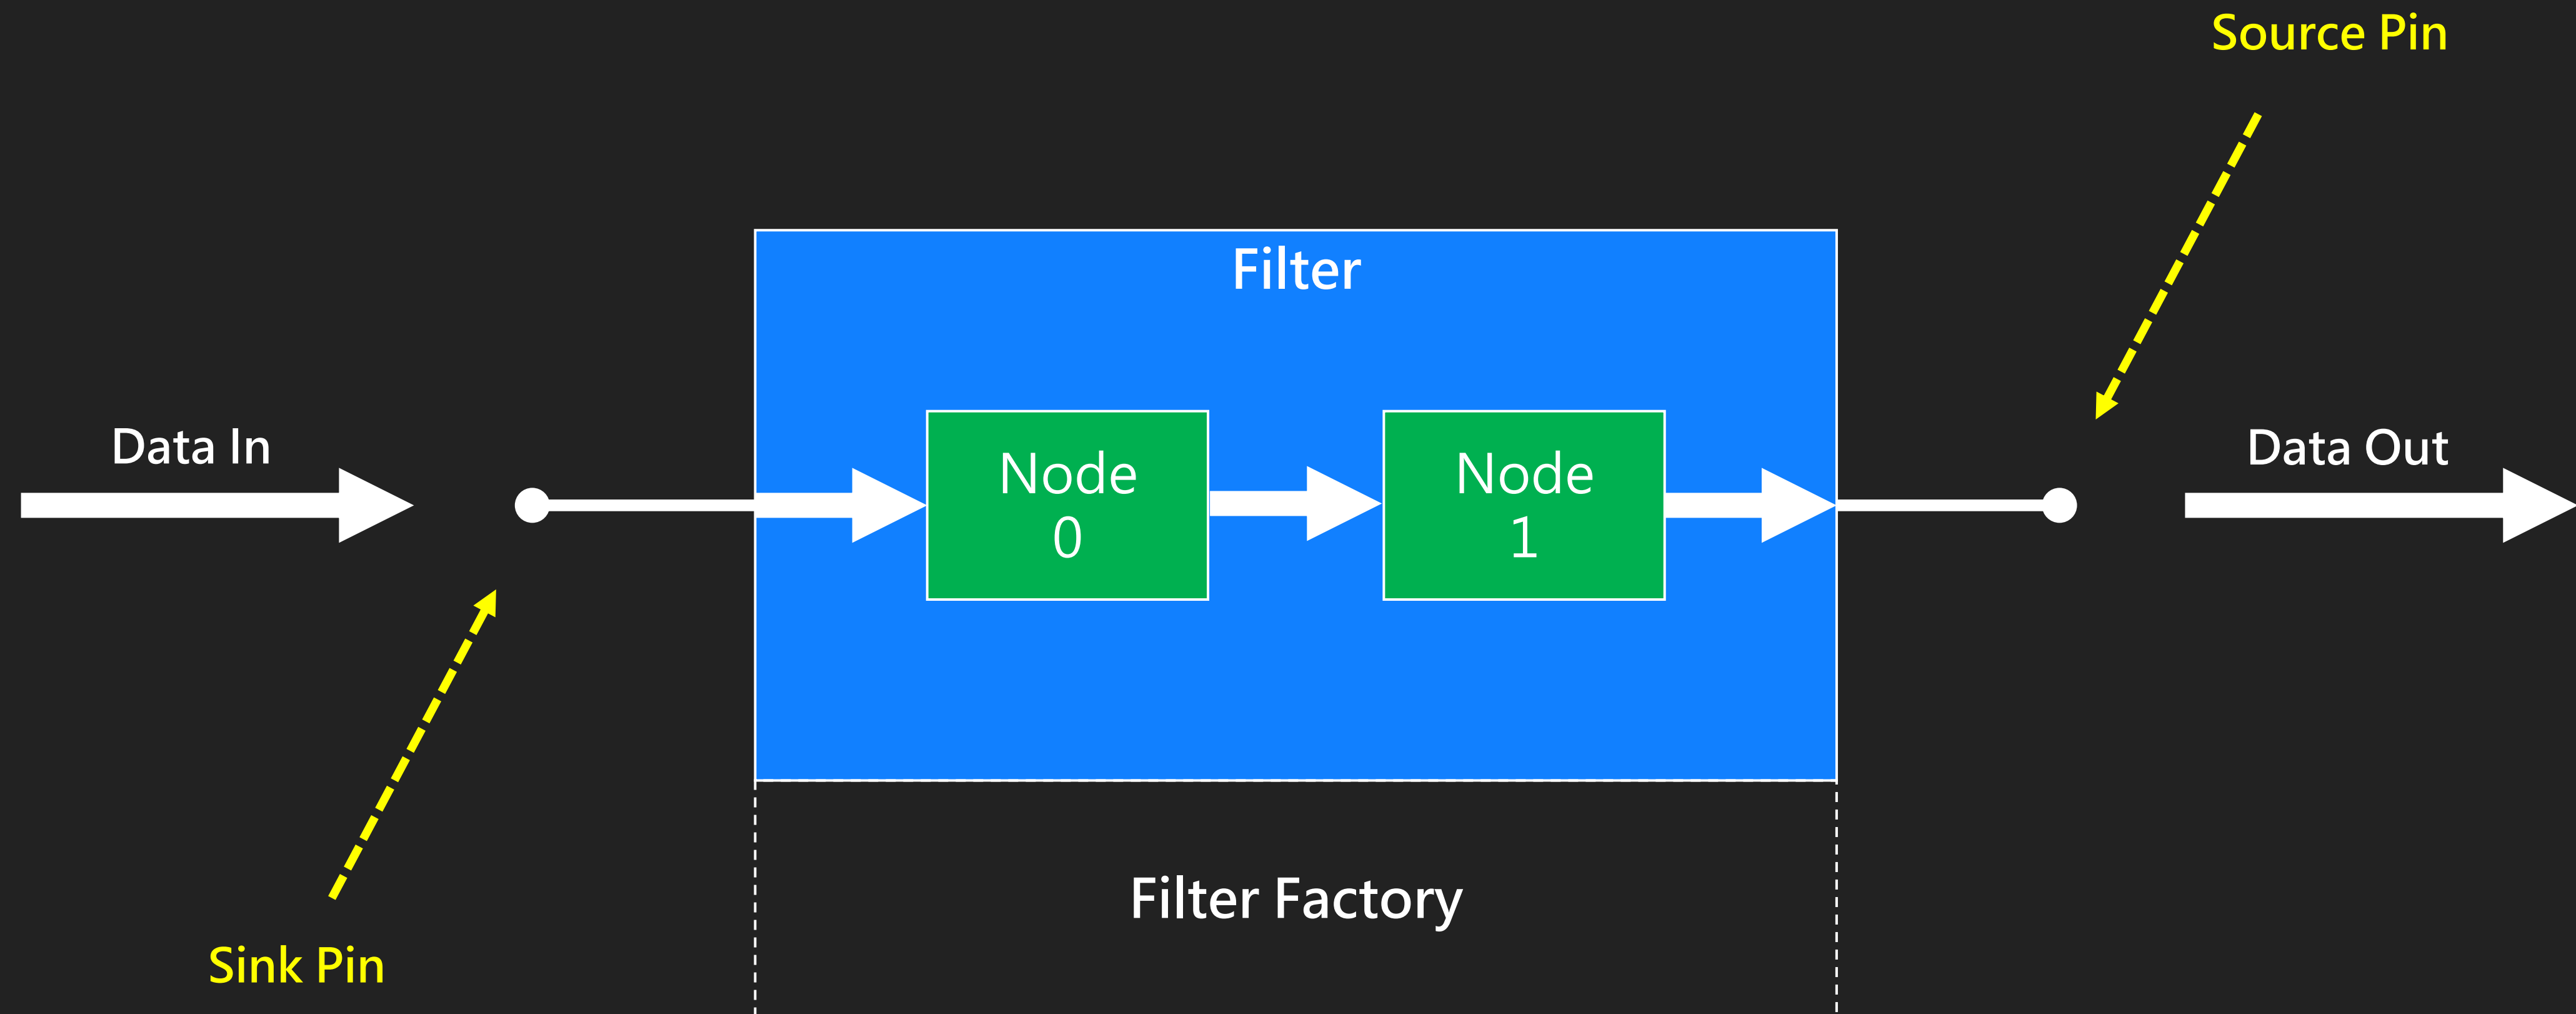 Source Pin
Filter
Data In
Node
0
Node
1
Data Out
Filter Factory
Sink Pin